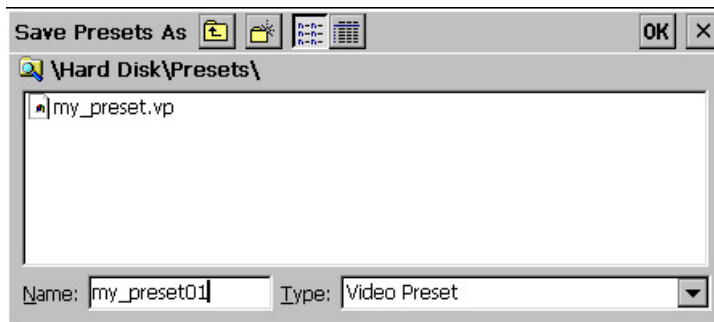 Save Presets As OK ×
\Hard Disk\Presets\
my_preset.vp
Name: my_preset01 Type: Video Preset